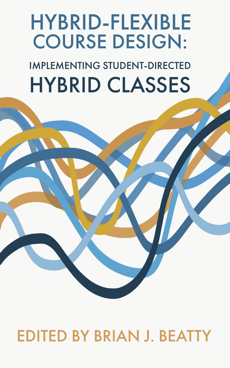 HYBRID-FLEXIBLE
COURSE DESIGN:
IMPLEMENTING STUDENT-DIRECTED
HYBRID CLASSES
EDITED BY BRIAN J. BEATTY